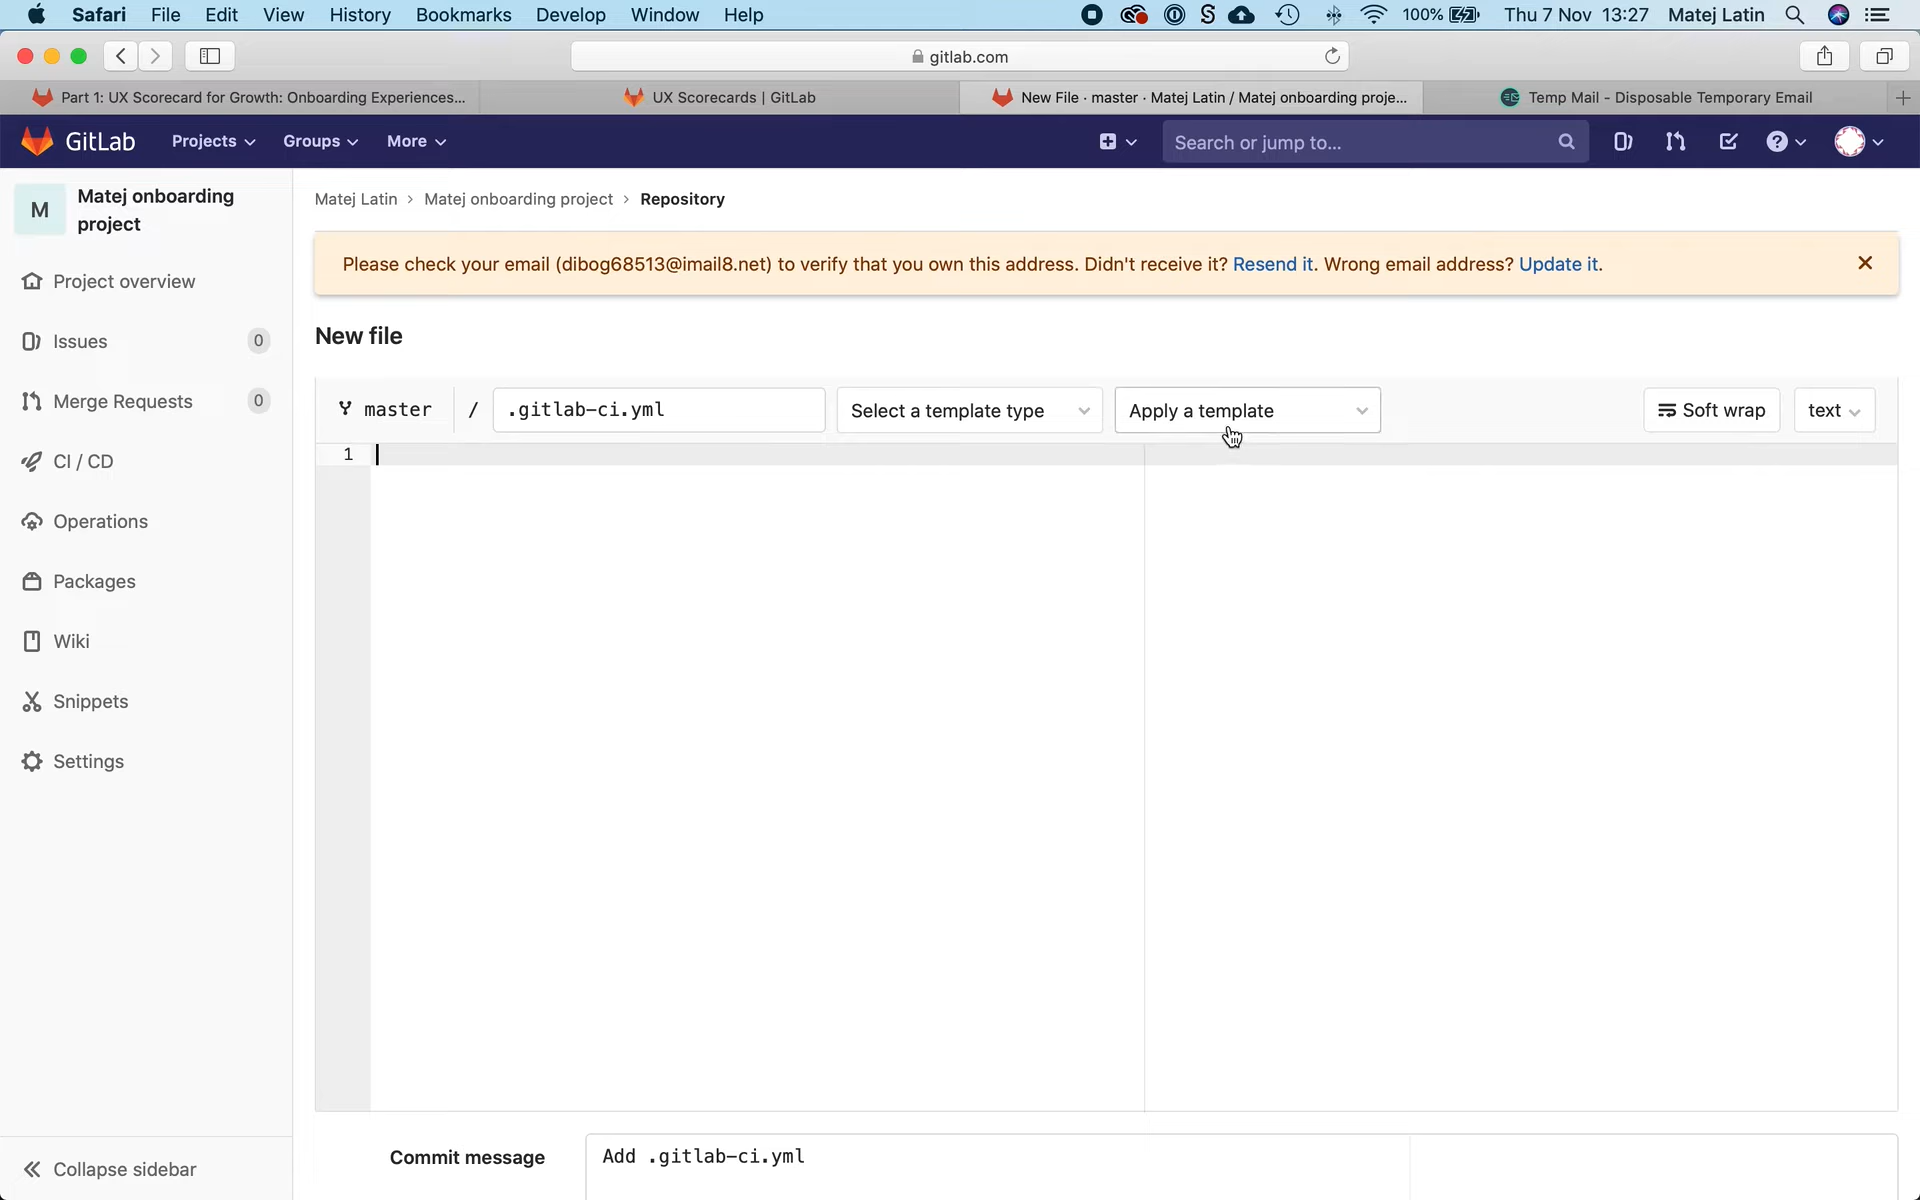 Safari File Edit View History Bookmarks Develop Window Help 100% Thu 7 Nov 13:27 Matej Latin
gitlab.com
Part 1: UX Scorecard for Growth: Onboarding Experiences... UX Scorecards | GitLab New File · master · Matej Latin / Matej onboarding proje... Temp Mail - Disposable Temporary Email
GitLab Projects Groups More Search or jump to...
M Matej onboarding
project
Project overview
Issues 0
Merge Requests 0
CI / CD
Operations
Packages
Wiki
Snippets
Settings
Collapse sidebar
Matej Latin › Matej onboarding project › Repository
Please check your email (dibog68513@imail8.net) to verify that you own this address. Didn't receive it? Resend it. Wrong email address? Update it.
New file
master / .gitlab-ci.yml Select a template type Apply a template Soft wrap text
1
Commit message Add .gitlab-ci.yml